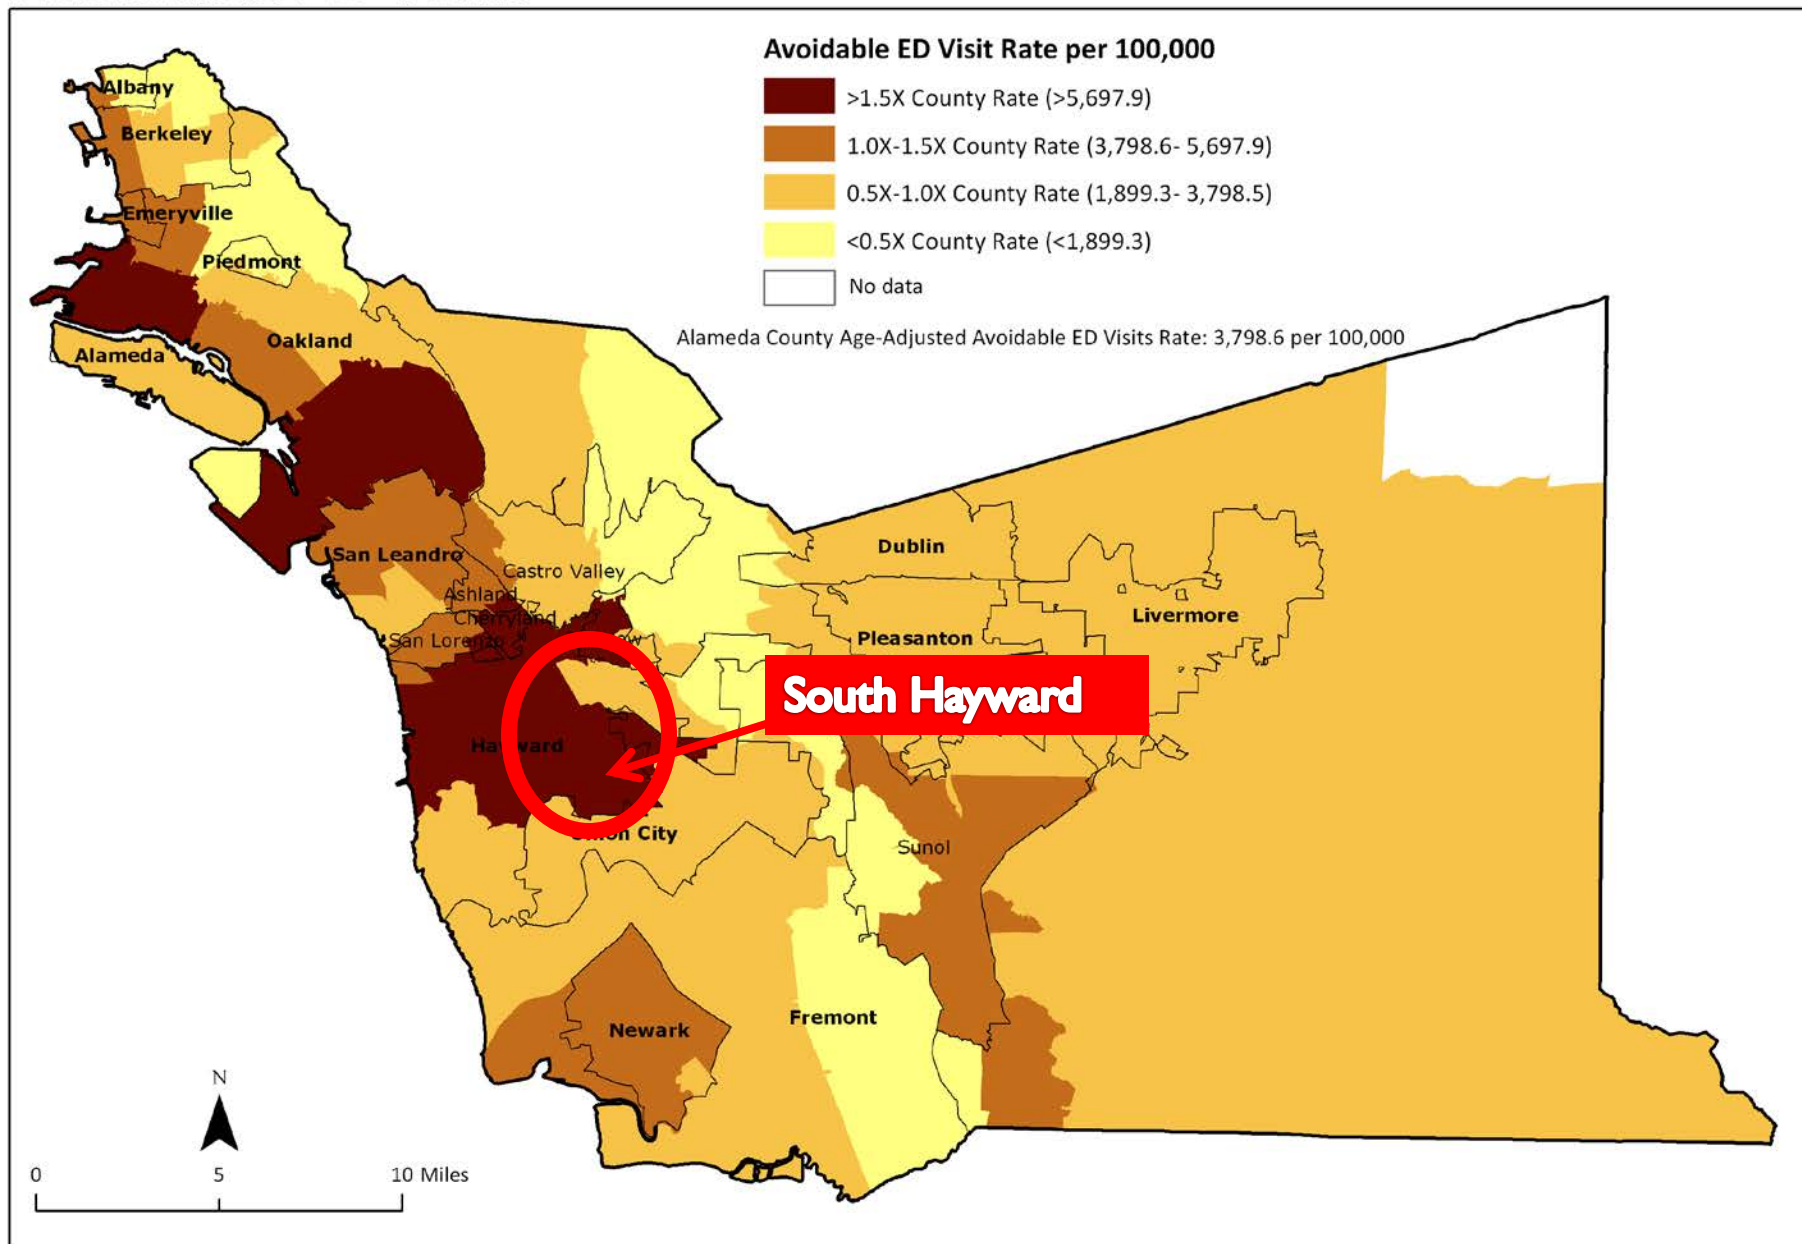 Avoidable ED Visit Rate per 100,000
>1.5X County Rate (>5,697.9)
1.0X-1.5X County Rate (3,798.6- 5,697.9)
0.5X-1.0X County Rate (1,899.3- 3,798.5)
<0.5X County Rate (<1,899.3)
No data
Alameda County Age-Adjusted Avoidable ED Visits Rate: 3,798.6 per 100,000
Albany
Berkeley
Emeryville
Piedmont
Oakland
Alameda
San Leandro
Castro Valley
Ashland
Cherryland
San Lorenzo
Dublin
Livermore
Pleasanton
South Hayward
Hayward
Union City
Sunol
Fremont
Newark
N
0 5 10 Miles